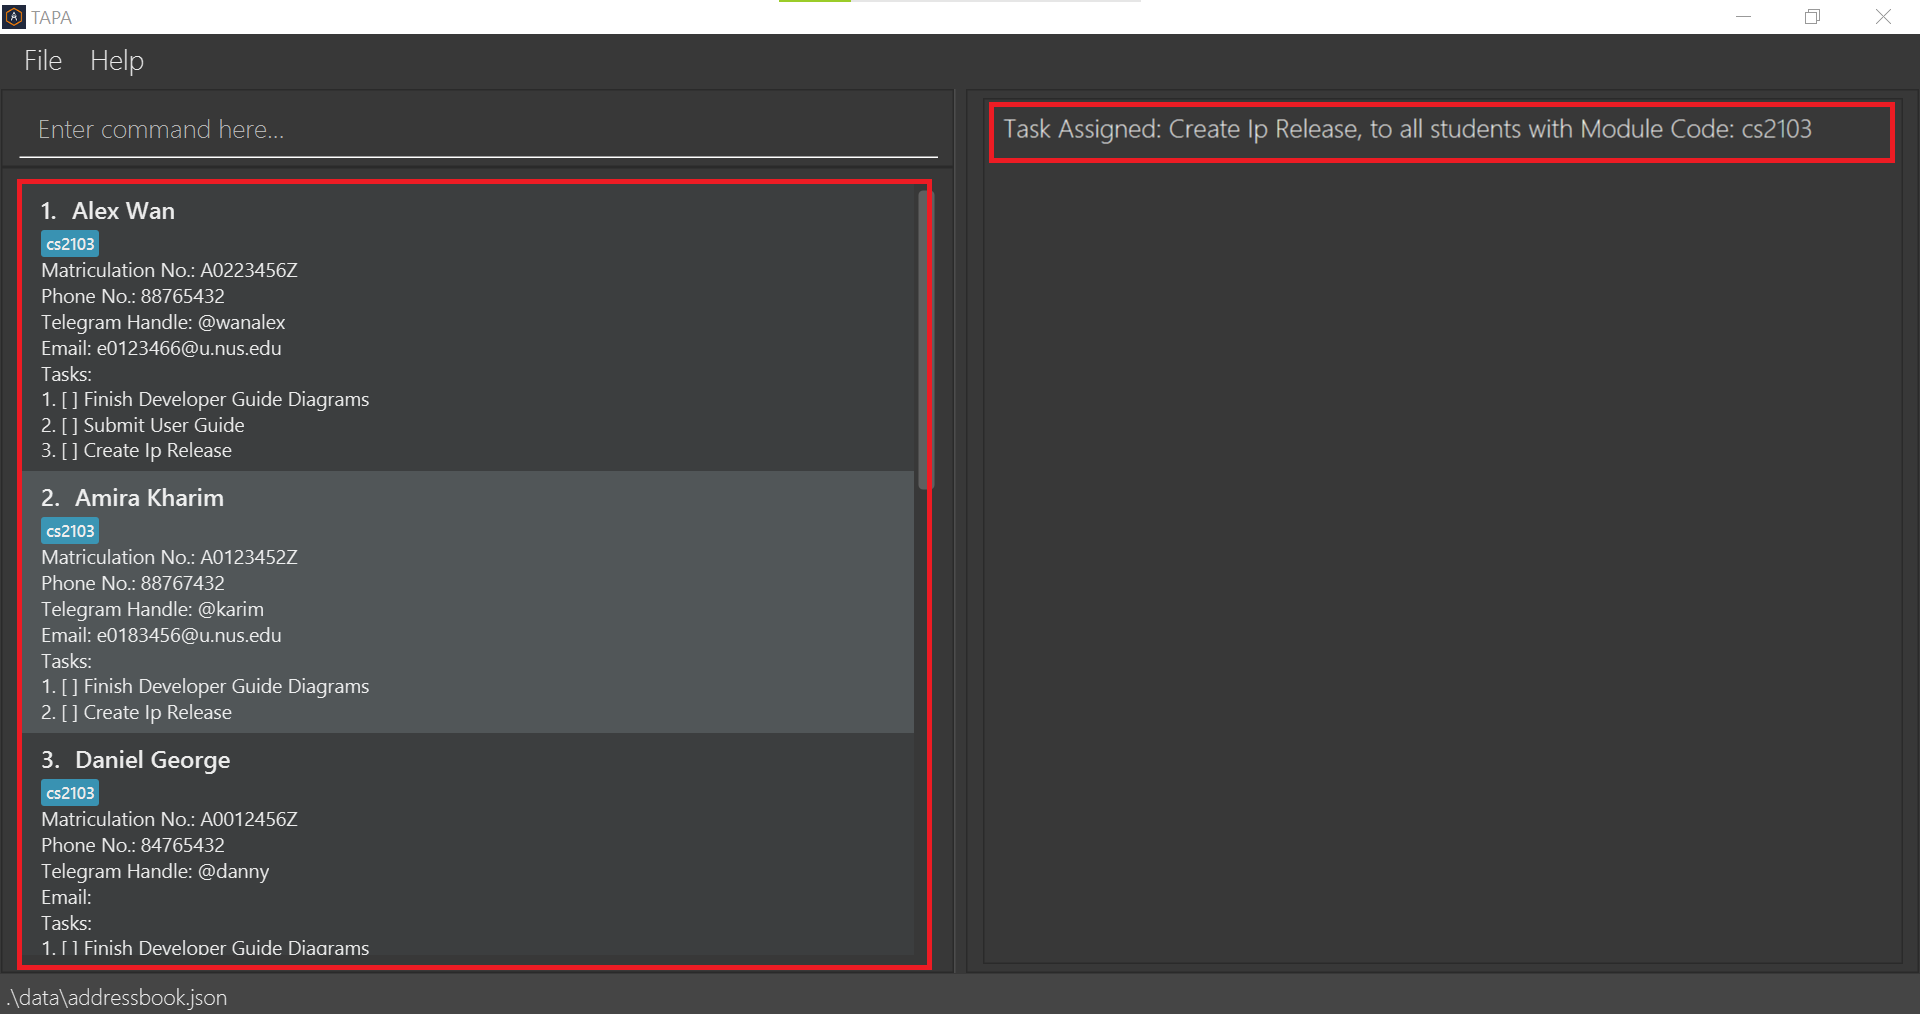 TAPA
File Help
Enter command here...
1. Alex Wan
cs2103
Matriculation No.: A0223456Z
Phone No.: 88765432
Telegram Handle: @wanalex
Email: e0123466@u.nus.edu
Tasks:
1. [ ] Finish Developer Guide Diagrams
2. [ ] Submit User Guide
3. [ ] Create Ip Release
2. Amira Kharim
cs2103
Matriculation No.: A0123452Z
Phone No.: 88767432
Telegram Handle: @karim
Email: e0183456@u.nus.edu
Tasks:
1. [ ] Finish Developer Guide Diagrams
2. [ ] Create Ip Release
3. Daniel George
cs2103
Matriculation No.: A0012456Z
Phone No.: 84765432
Telegram Handle: @danny
Email:
Tasks:
1. [ ] Finish Developer Guide Diagrams
Task Assigned: Create Ip Release, to all students with Module Code: cs2103
.\data\addressbook.json